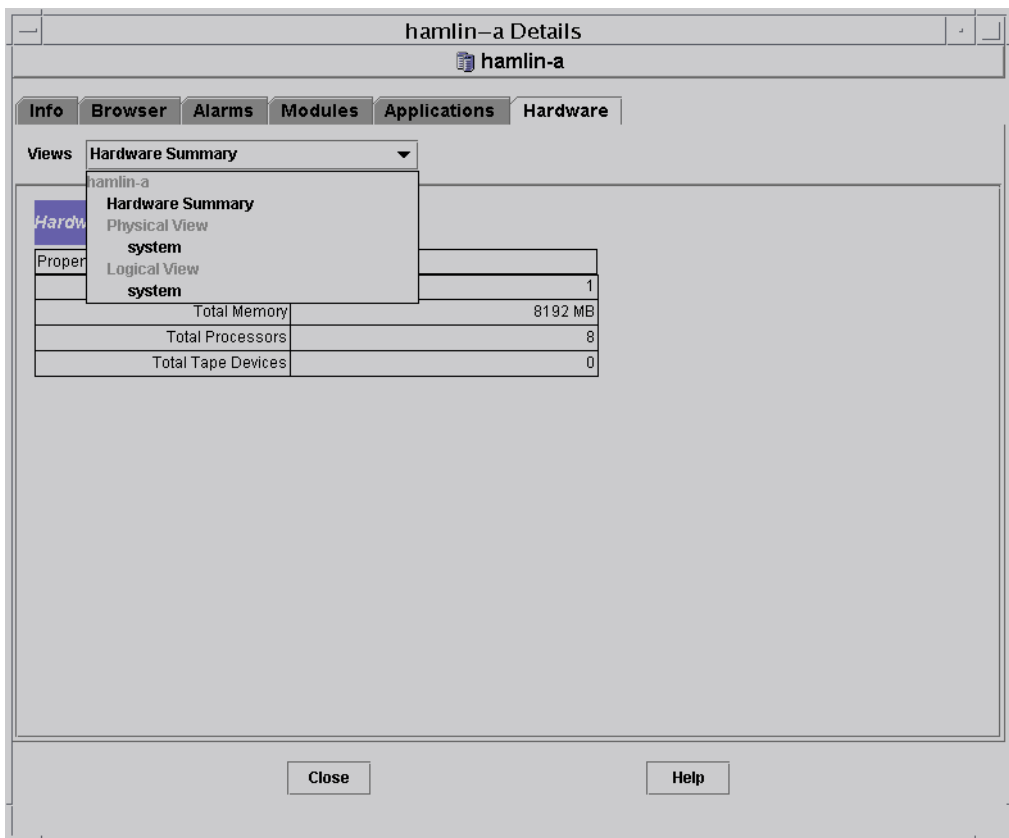 hamlin–a Details
hamlin-a
Info Browser Alarms Modules Applications Hardware
Views Hardware Summary
hamlin-a
Hardware Summary
Physical View
system
Logical View
system
1
Total Memory 8192 MB
Total Processors 8
Total Tape Devices 0
Close Help